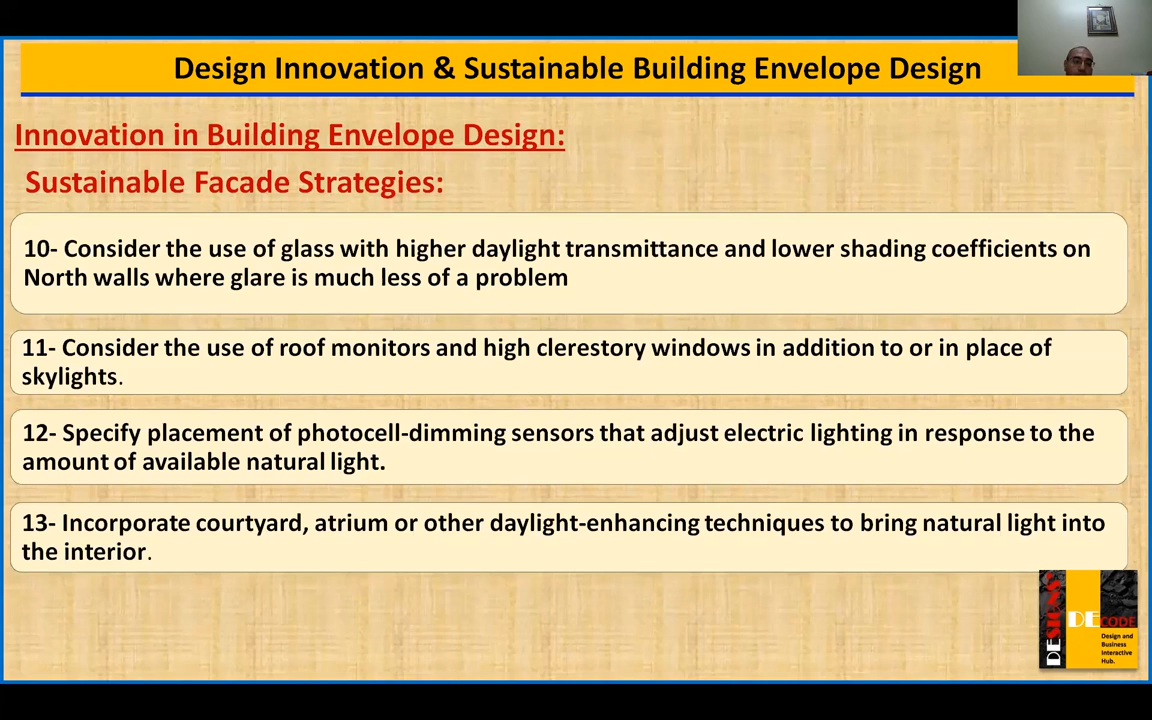 Design Innovation & Sustainable Building Envelope Design
Innovation in Building Envelope Design:
Sustainable Facade Strategies:
10- Consider the use of glass with higher daylight transmittance and lower shading coefficients on
North walls where glare is much less of a problem
11- Consider the use of roof monitors and high clerestory windows in addition to or in place of
skylights.
12- Specify placement of photocell-dimming sensors that adjust electric lighting in response to the
amount of available natural light.
13- Incorporate courtyard, atrium or other daylight-enhancing techniques to bring natural light into
the interior.
DESIGNS
DECODE
Design and
Business
Interactive
Hub.